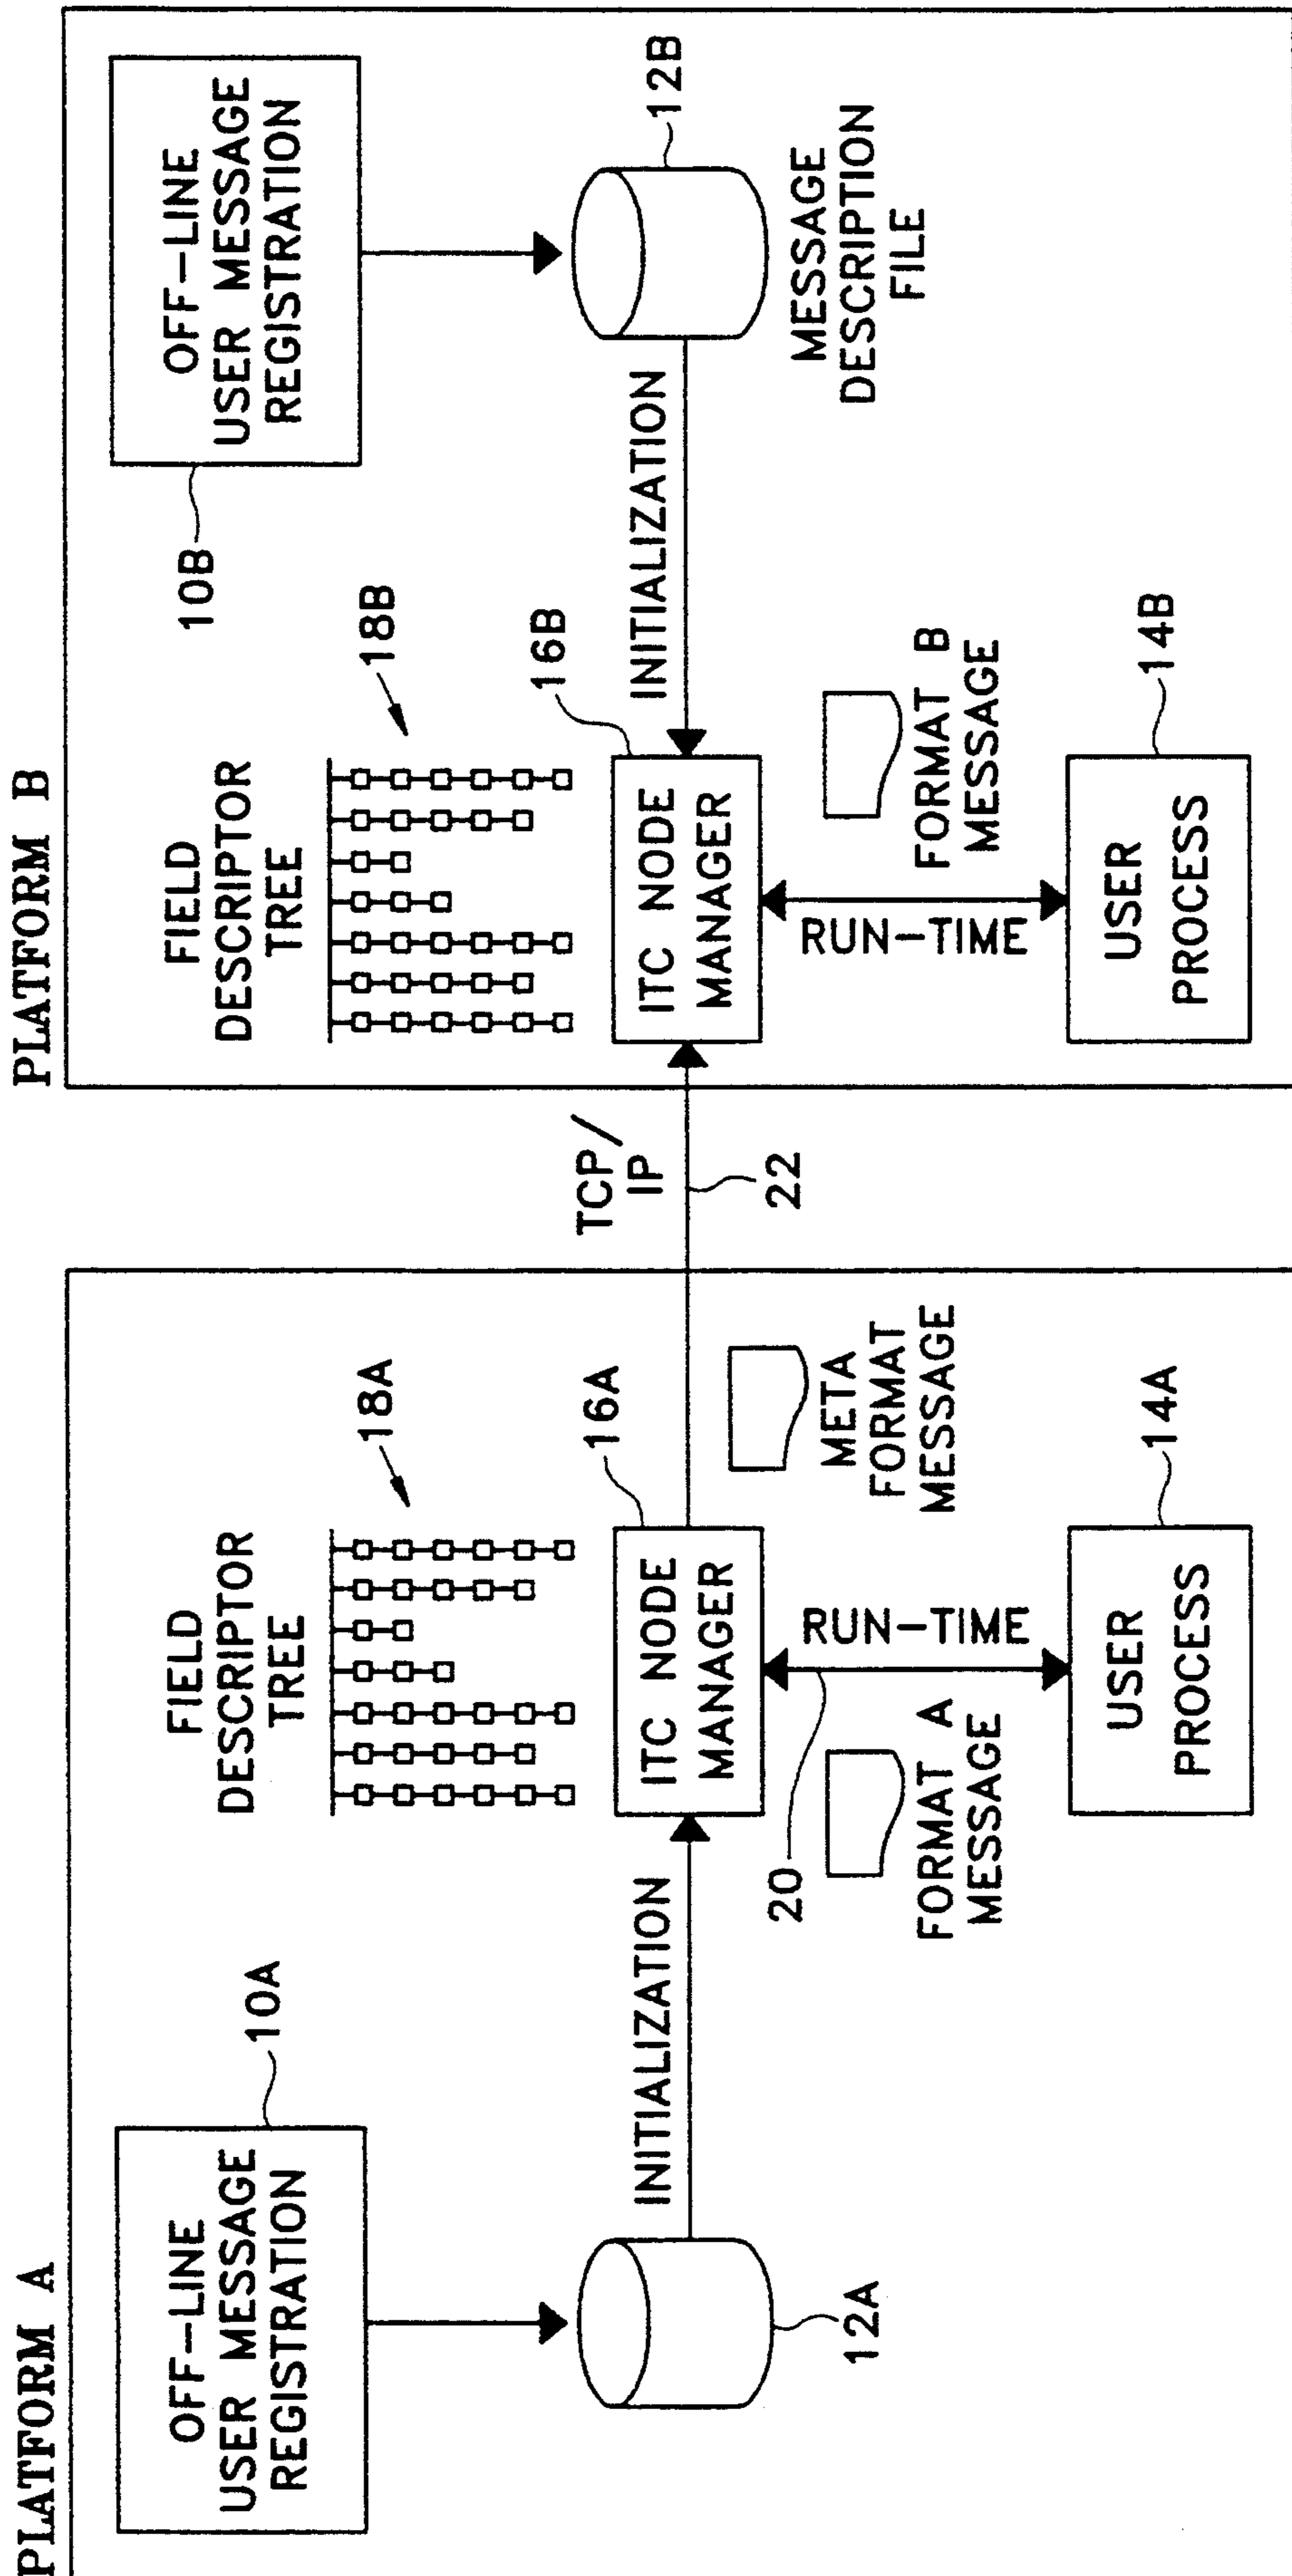 PLATFORM A
OFF-LINE
USER MESSAGE
REGISTRATION
10A
12A
INITIALIZATION
FIELD
DESCRIPTOR
TREE
18A
ITC NODE
MANAGER
16A
RUN-TIME
20
FORMAT A
MESSAGE
META
FORMAT
MESSAGE
USER
PROCESS
14A
TCP/
IP
22
PLATFORM B
FIELD
DESCRIPTOR
TREE
18B
10B
OFF-LINE
USER MESSAGE
REGISTRATION
ITC NODE
MANAGER
16B
INITIALIZATION
12B
MESSAGE
DESCRIPTION
FILE
RUN-TIME
FORMAT B
MESSAGE
USER
PROCESS
14B